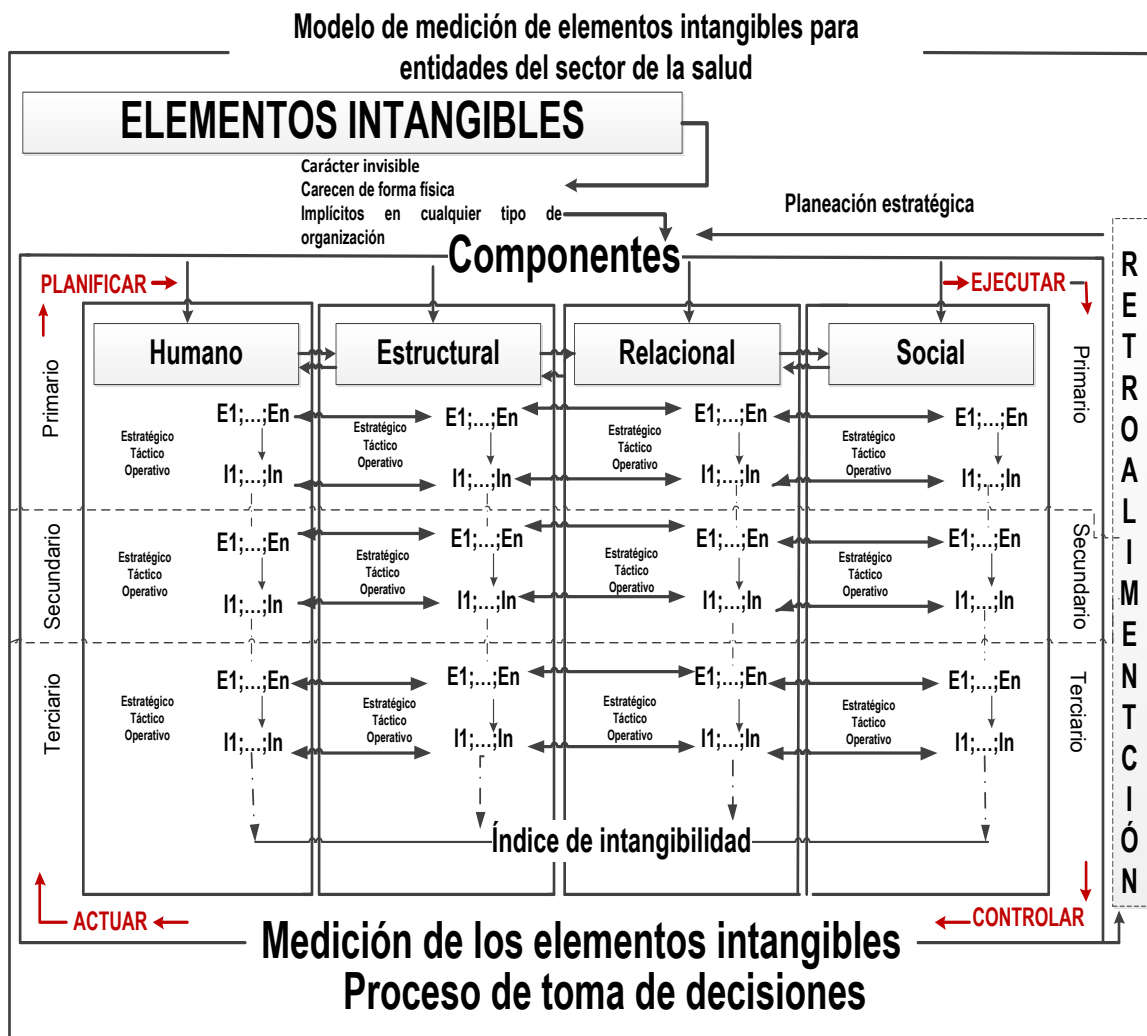 Modelo de medición de elementos intangibles para
entidades del sector de la salud
ELEMENTOS INTANGIBLES
Carácter invisible
Carecen de forma física
Implícitos en cualquier tipo de
organización
Planeación estratégica
Componentes
PLANIFICAR
EJECUTAR
Humano
Estructural
Relacional
Social
Primario
E1;...;En
E1;...;En
E1;...;En
E1;...;En
Estratégico
Táctico
Operativo
Estratégico
Táctico
Operativo
Estratégico
Táctico
Operativo
Estratégico
Táctico
Operativo
I1;...;In
I1;...;In
I1;...;In
I1;...;In
Primario
Secundario
E1;...;En
E1;...;En
E1;...;En
E1;...;En
Estratégico
Táctico
Operativo
Estratégico
Táctico
Operativo
Estratégico
Táctico
Operativo
Estratégico
Táctico
Operativo
I1;...;In
I1;...;In
I1;...;In
I1;...;In
Secundario
Terciario
E1;...;En
E1;...;En
E1;...;En
E1;...;En
Estratégico
Táctico
Operativo
Estratégico
Táctico
Operativo
Estratégico
Táctico
Operativo
Estratégico
Táctico
Operativo
I1;...;In
I1;...;In
I1;...;In
I1;...;In
Terciario
Índice de intangibilidad
ACTUAR
CONTROLAR
Medición de los elementos intangibles
Proceso de toma de decisiones
RETROALIMENTCIÓN